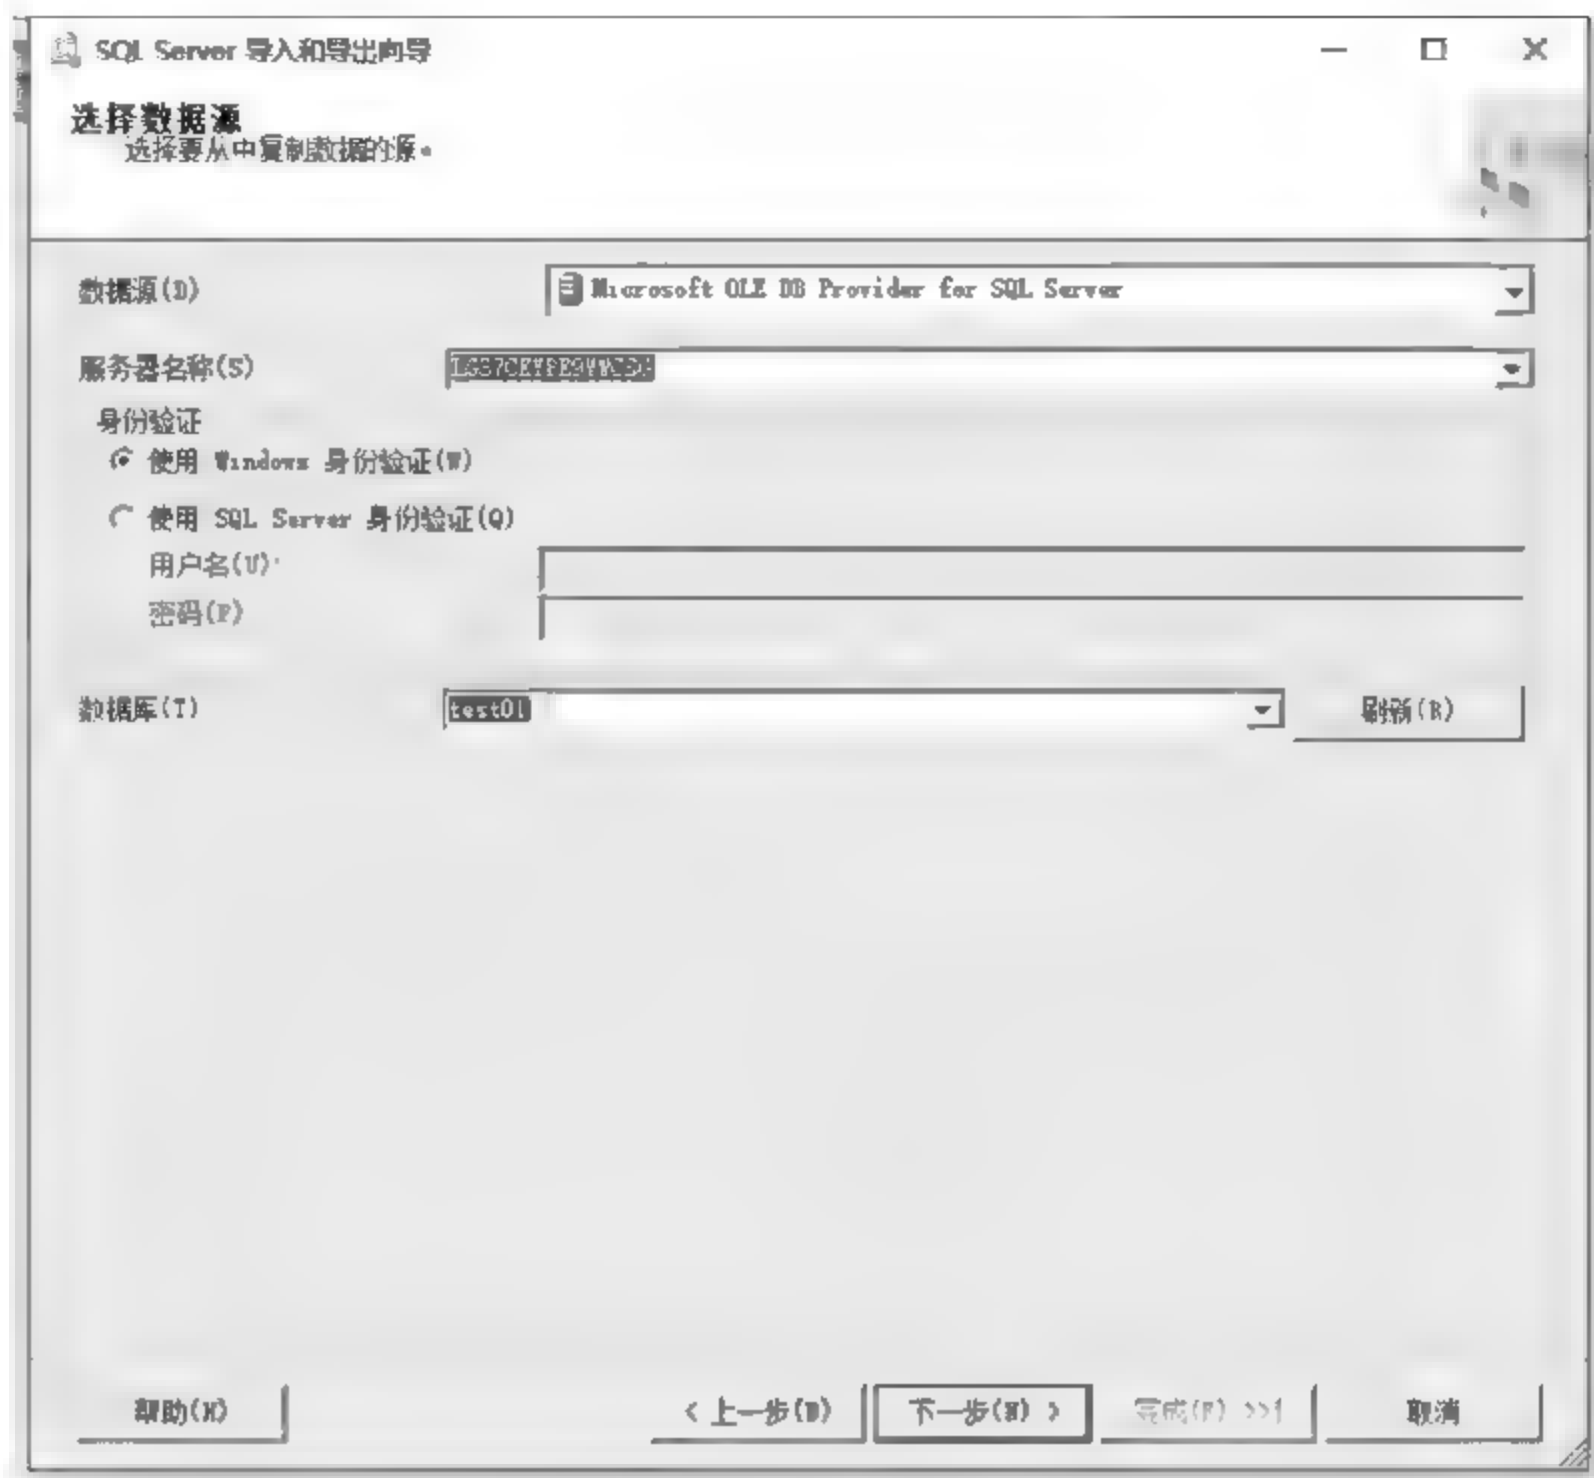 SQL Server 导入和导出向导
选择数据源
选择要从中复制数据的源。
数据源(D) Microsoft OLE DB Provider for SQL Server
服务器名称(S)
身份验证
使用 Windows 身份验证(W)
使用 SQL Server 身份验证(Q)
用户名(U)
密码(P)
数据库(T) test01 刷新(R)
帮助(H) < 上一步(B) 下一步(N) > 完成(F) >>| 取消